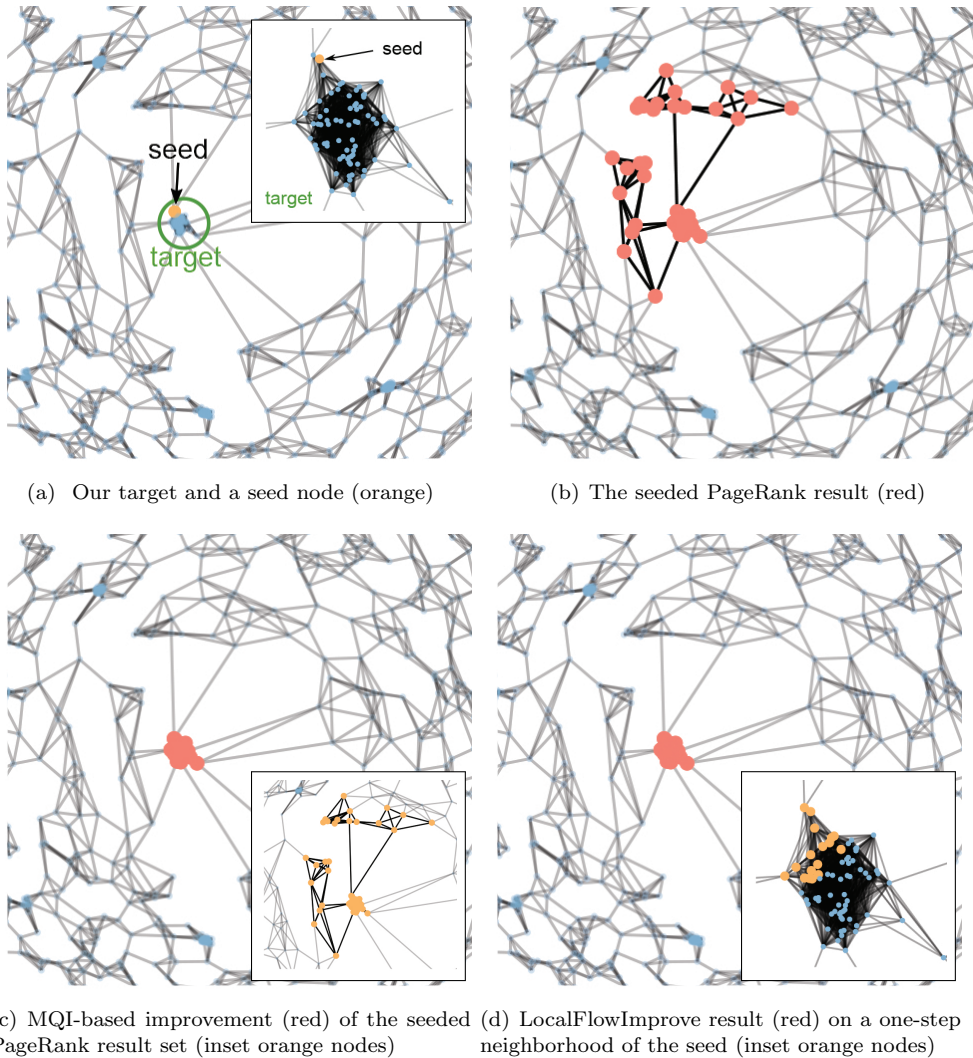 seed
seed
target
target
(a) Our target and a seed node (orange)
(b) The seeded PageRank result (red)
c) MQI-based improvement (red) of the seeded
PageRank result set (inset orange nodes)
(d) LocalFlowImprove result (red) on a one-step
neighborhood of the seed (inset orange nodes)